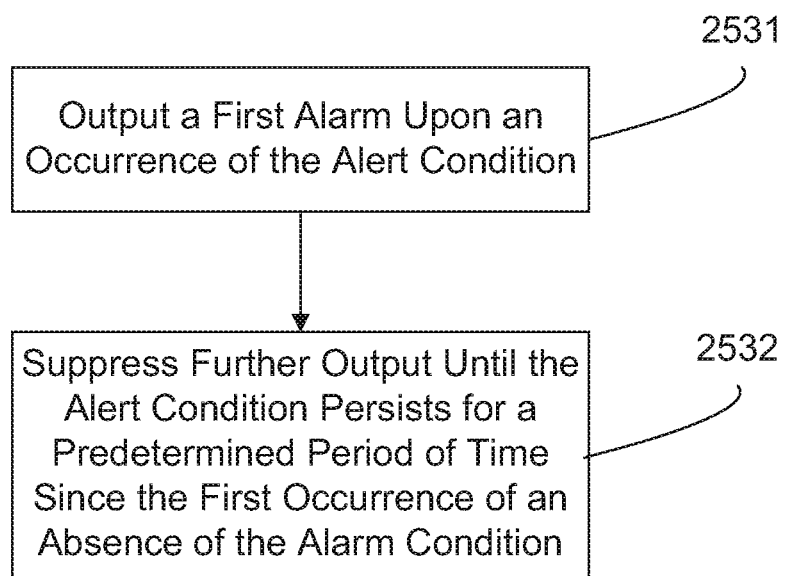 2531
Output a First Alarm Upon an
Occurrence of the Alert Condition
2532
Suppress Further Output Until the
Alert Condition Persists for a
Predetermined Period of Time
Since the First Occurrence of an
Absence of the Alarm Condition